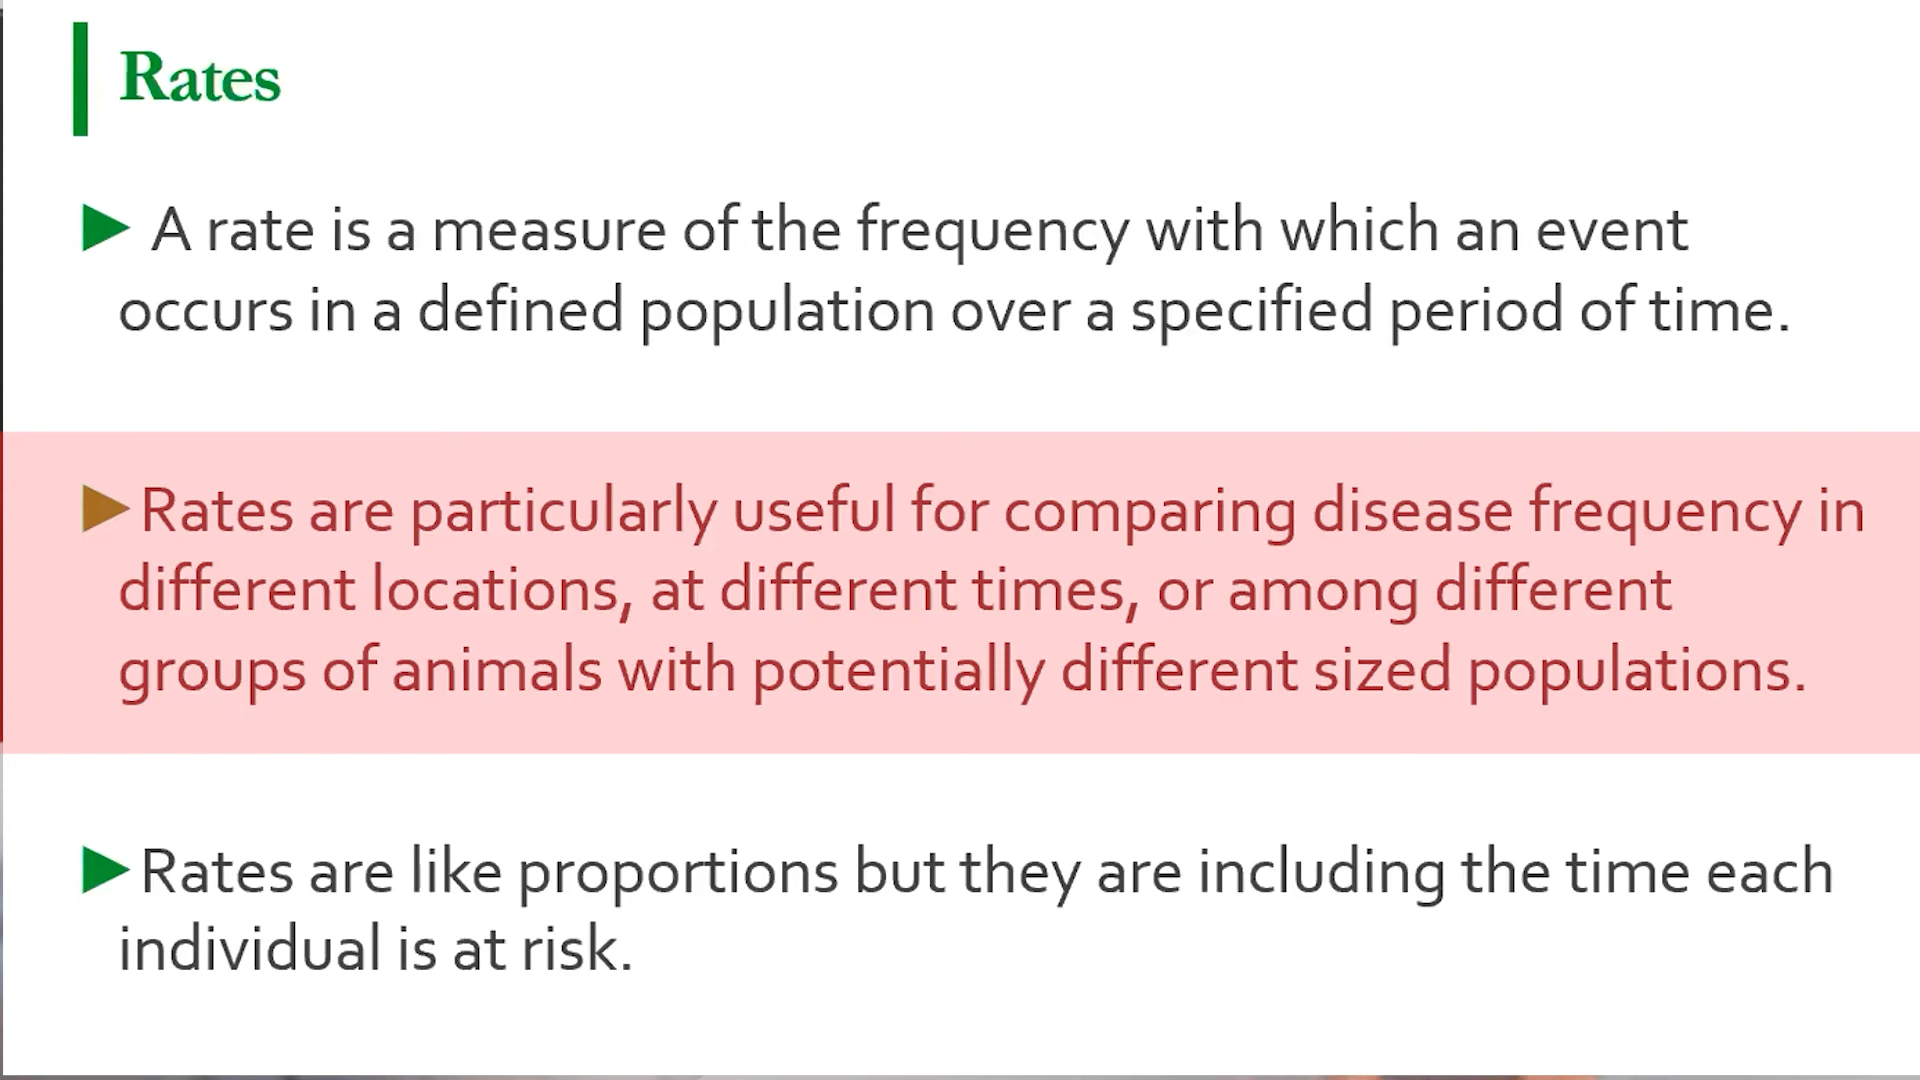 Rates
A rate is a measure of the frequency with which an event
occurs in a defined population over a specified period of time.
Rates are particularly useful for comparing disease frequency in
different locations, at different times, or among different
groups of animals with potentially different sized populations.
Rates are like proportions but they are including the time each
individual is at risk.